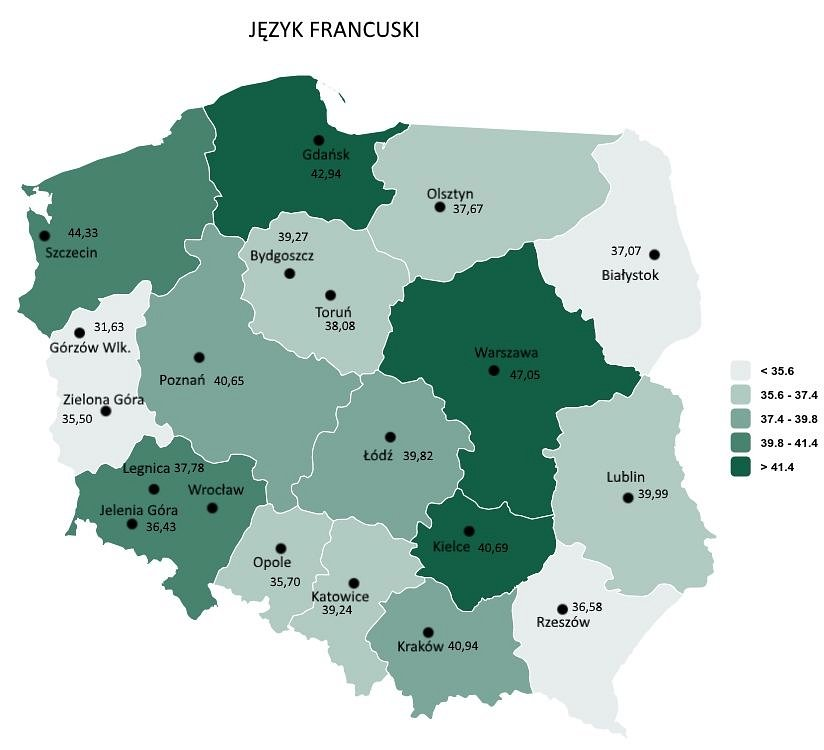 JĘZYK FRANCUSKI
Gdańsk
42,94
Olsztyn
37,67
44,33
Szczecin
39,27
Bydgoszcz
37,07
Białystok
Toruń
38,08
31,63
Górzów Wlk.
Warszawa
47,05
Poznań 40,65
Zielona Góra
35,50
Łódź 39,82
Legnica 37,78
Wrocław
Jelenia Góra
36,43
Lublin
39,99
Kielce 40,69
Opole
35,70
Katowice
39,24
36,58
Rzeszów
Kraków 40,94
< 35.6
35.6 - 37.4
37.4 - 39.8
39.8 - 41.4
> 41.4